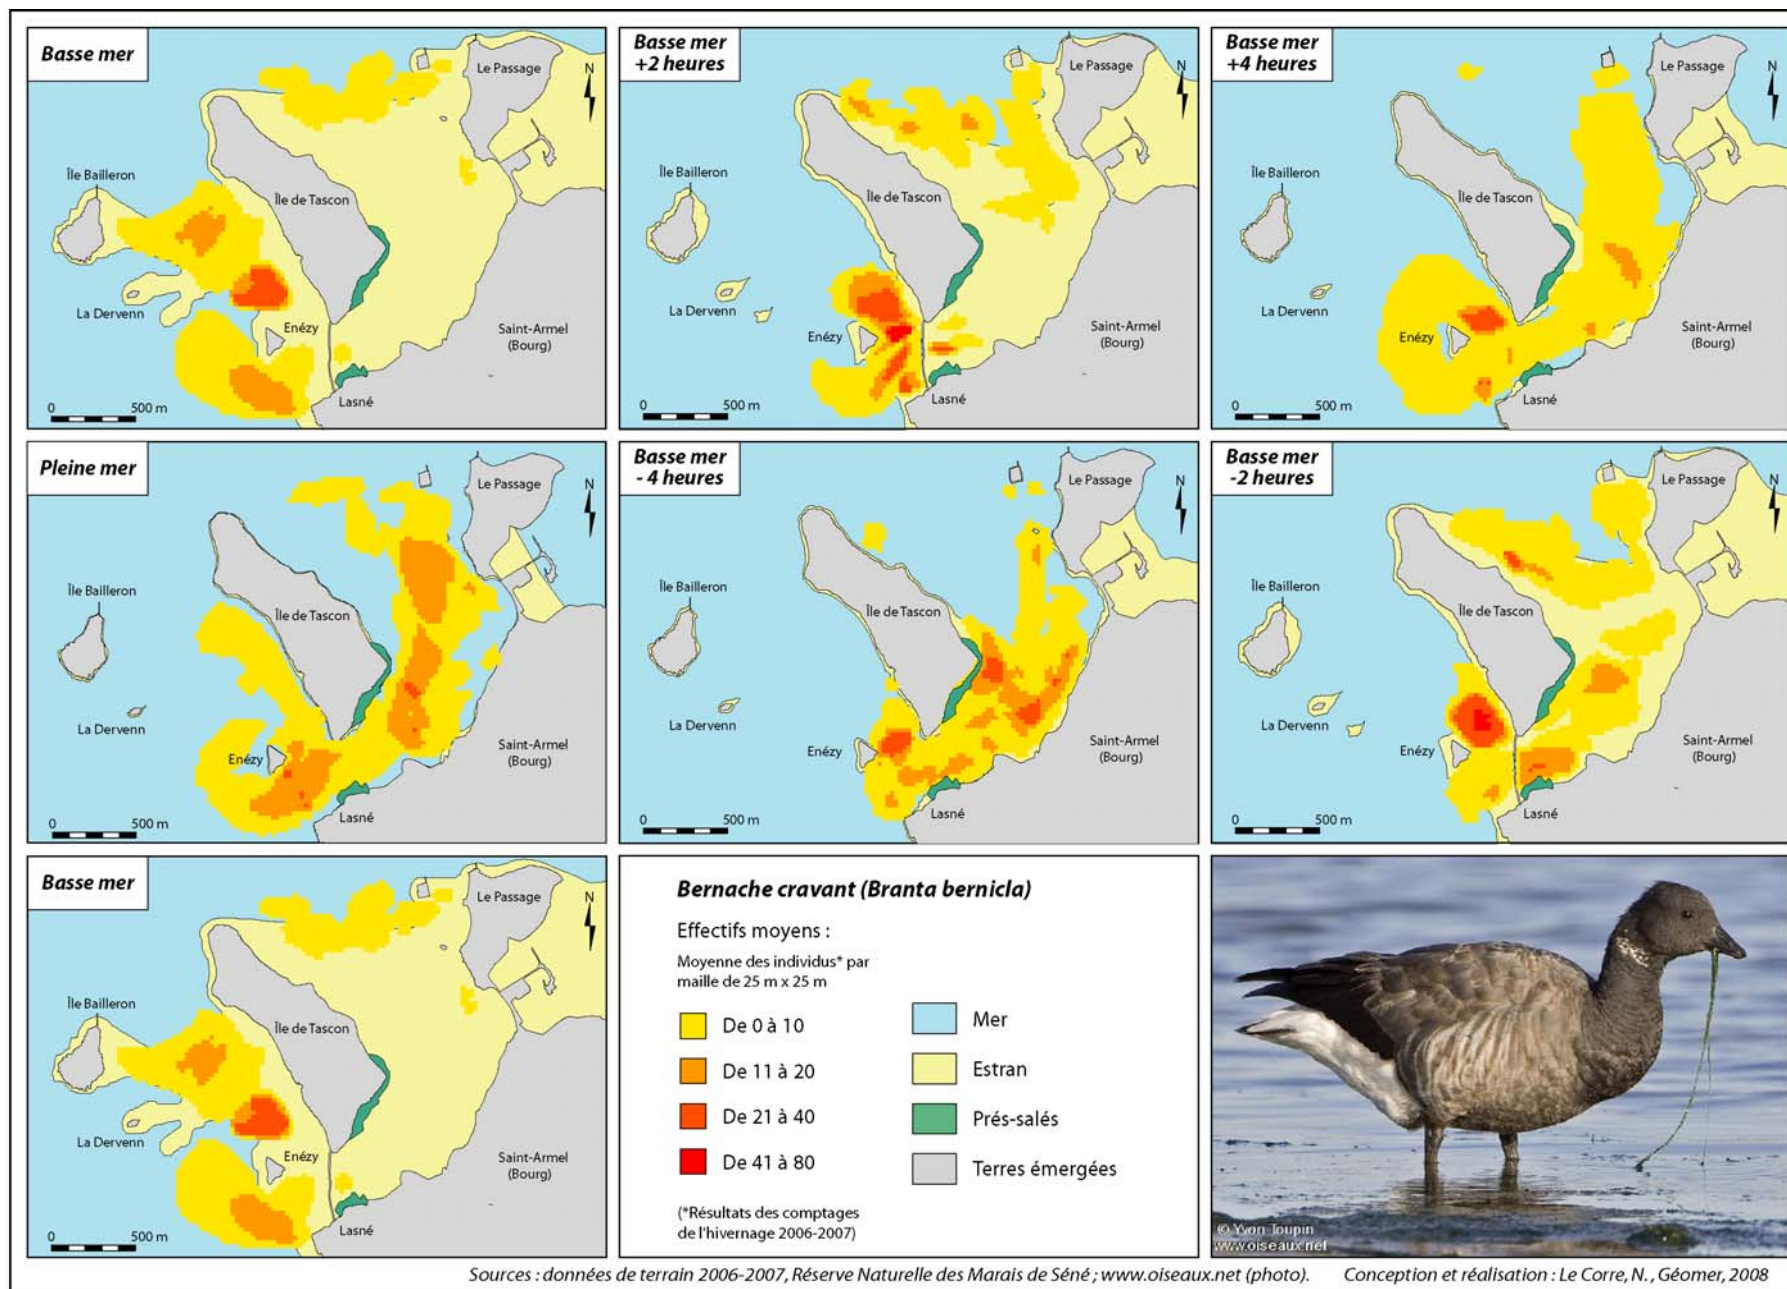 Basse mer
Le Passage
N
Île Bailleron
Île de Tascon
La Dervenn
Enézy
Saint-Armel
(Bourg)
Lasné
0 500 m
Basse mer
+2 heures
Le Passage
N
Île Bailleron
Île de Tascon
La Dervenn
Enézy
Saint-Armel
(Bourg)
Lasné
0 500 m
Basse mer
+4 heures
Le Passage
N
Île Bailleron
Île de Tascon
La Dervenn
Enézy
Saint-Armel
(Bourg)
Lasné
0 500 m
Pleine mer
Le Passage
N
Île Bailleron
Île de Tascon
La Dervenn
Enézy
Saint-Armel
(Bourg)
Lasné
0 500 m
Basse mer
- 4 heures
Le Passage
N
Île Bailleron
Île de Tascon
La Dervenn
Enézy
Saint-Armel
(Bourg)
Lasné
0 500 m
Basse mer
-2 heures
Le Passage
N
Île Bailleron
Île de Tascon
La Dervenn
Enézy
Saint-Armel
(Bourg)
Lasné
0 500 m
Basse mer
Le Passage
N
Île Bailleron
Île de Tascon
La Dervenn
Enézy
Saint-Armel
(Bourg)
Lasné
0 500 m
Bernache cravant (Branta bernicla)
Effectifs moyens :
Moyenne des individus* par
maille de 25 m x 25 m
De 0 à 10
De 11 à 20
De 21 à 40
De 41 à 80
Mer
Estran
Prés-salés
Terres émergées
(*Résultats des comptages
de l'hivernage 2006-2007)
© Yvon Toupin
www.oiseaux.net
Sources : données de terrain 2006-2007, Réserve Naturelle des Marais de Séné ; www.oiseaux.net (photo). Conception et réalisation : Le Corre, N. , Géomer, 2008